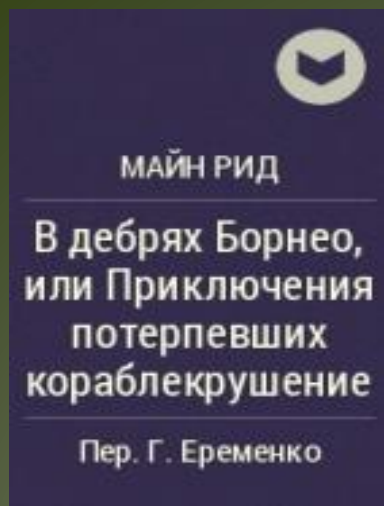 МАЙН РИД
В дебрях Борнео,
или Приключения
потерпевших
кораблекрушение
Пер. Г. Еременко